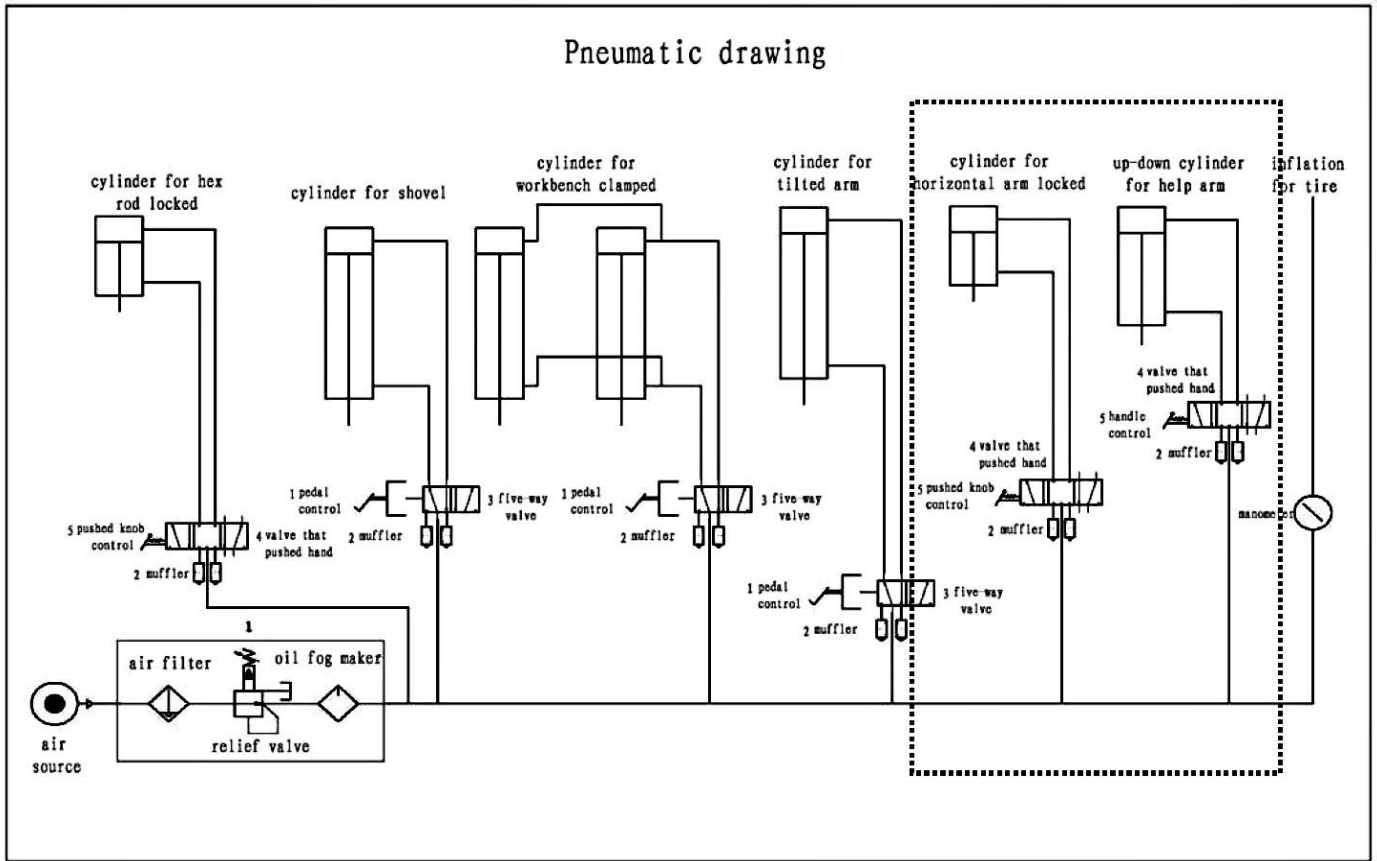 Pneumatic drawing
cylinder for hex
rod locked
cylinder for shovel
cylinder for
workbench clamped
cylinder for
tilted arm
cylinder for
horizontal arm locked
up-down cylinder
for help arm
inflation
for tire
5 pushed knob
control
4 valve that
pushed hand
2 muffler
1 pedal
control
3 five-way
valve
2 muffler
1 pedal
control
3 five-way
valve
2 muffler
1 pedal
control
3 five-way
valve
2 muffler
4 valve that
pushed hand
5 pushed knob
control
2 muffler
4 valve that
pushed hand
5 handle
control
2 muffler
manometer
1
air filter
oil fog maker
relief valve
air
source